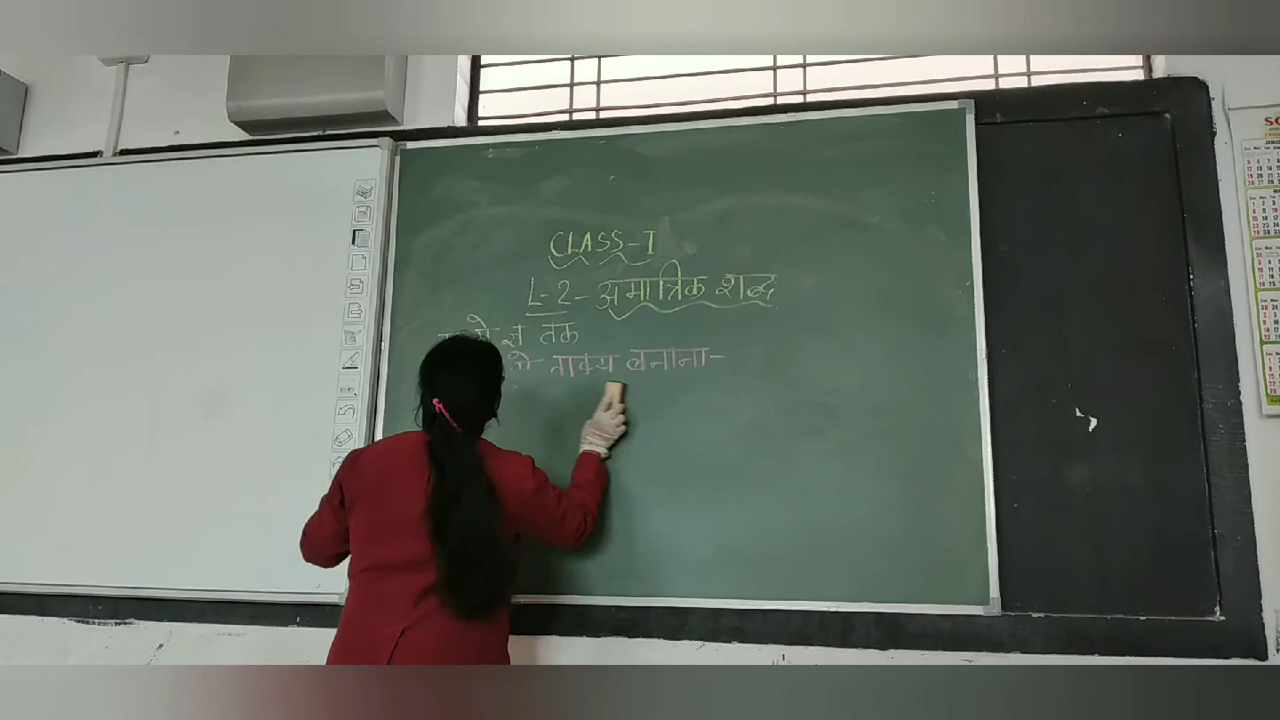 CLASS-I
L-2- अमात्रिक शब्द
से ज्ञ तक
से वाक्य बनाना-